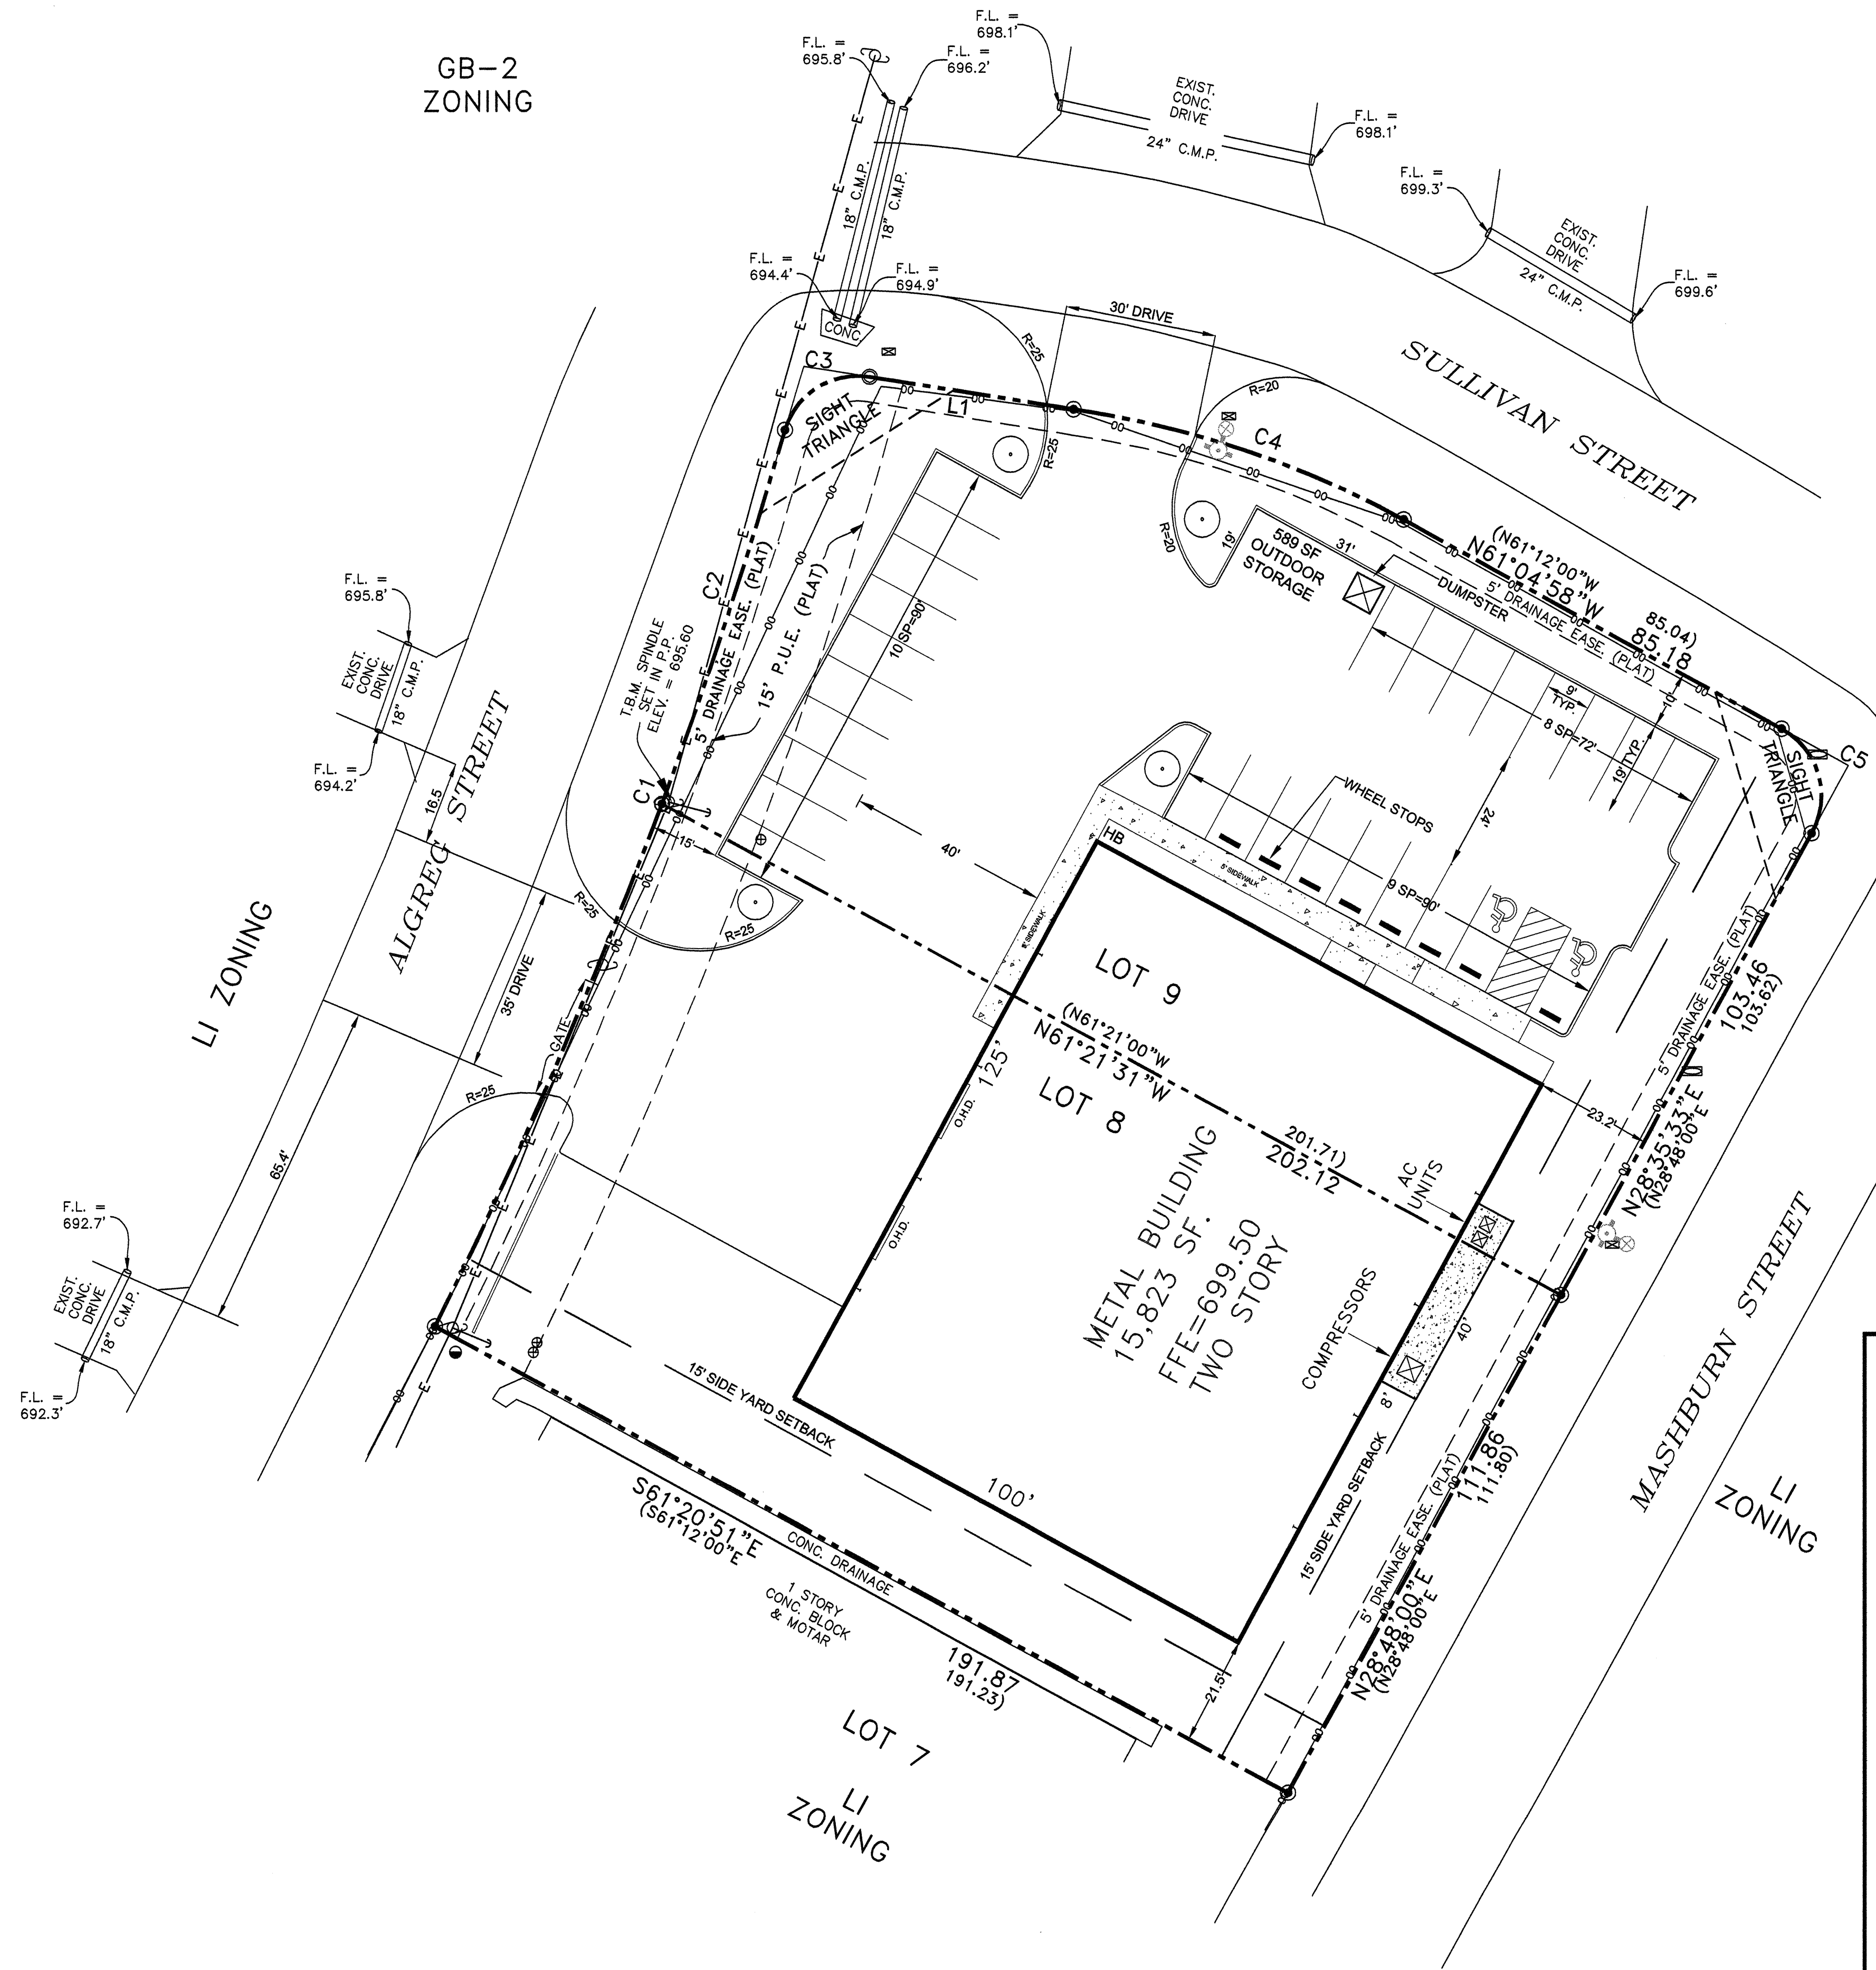 GB-2
ZONING
F.L. =
695.8'
F.L. =
696.2'
F.L. =
698.1'
EXIST.
CONC.
DRIVE
24" C.M.P.
F.L. =
698.1'
F.L. =
699.3'
EXIST.
CONC.
DRIVE
24" C.M.P.
F.L. =
699.6'
E
E
E
18" C.M.P.
18" C.M.P.
F.L. =
694.4'
F.L. =
694.9'
CONC.
30' DRIVE
R=25
R=20
SULLIVAN STREET
C3
SIGHT
TRIANGLE
L1
R=25
C4
R=20
19'
31'
589 SF
OUTDOOR
STORAGE
DUMPSTER
(N61°12'00"W
N61°04'58"W
85.04)
85.18
5' DRAINAGE EASE. (PLAT)
10'
C5
SIGHT
TRIANGLE
9'
TYP.
8 SP=72'
19' TYP.
24'
WHEEL STOPS
9 SP=90'
C2
5' DRAINAGE EASE. (PLAT)
15' P.U.E. (PLAT)
10 SP=90'
T.B.M. SPINDLE
SET IN P.P.
ELEV. = 695.60
C1
15'
40'
F.L. =
695.8'
EXIST.
CONC.
DRIVE
18" C.M.P.
F.L. =
694.2'
16.5
ALGREG STREET
LI ZONING
R=25
R=25
35' DRIVE
GATE
R=25
65.4'
HB
5' SIDEWALK
5' SIDEWALK
LOT 9
(N61°21'00"W
N61°21'31"W
201.71)
202.12
LOT 8
125'
O.H.D.
O.H.D.
METAL BUILDING
15,823 SF.
FFE=699.50
TWO STORY
AC
UNITS
COMPRESSORS
40'
8'
23.2'
5' DRAINAGE EASE. (PLAT)
103.46
103.62)
N28°35'33"E
(N28°48'00"E
MASHBURN STREET
LI
ZONING
F.L. =
692.7'
EXIST.
CONC.
DRIVE
18" C.M.P.
F.L. =
692.3'
15' SIDE YARD SETBACK
15' SIDE YARD SETBACK
100'
5' DRAINAGE EASE. (PLAT)
111.86
111.80)
N28°48'00"E
(N28°48'00"E
21.5'
S61°20'51"E
(S61°12'00"E
CONC. DRAINAGE
1 STORY
CONC. BLOCK
& MOTAR
191.87
191.23)
LOT 7
LI
ZONING